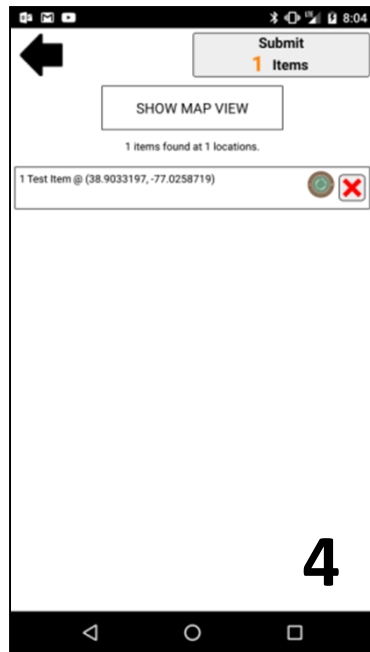 8:04
Submit
1 Items
SHOW MAP VIEW
1 items found at 1 locations.
1 Test Item @ (38.9033197, -77.0258719)
4